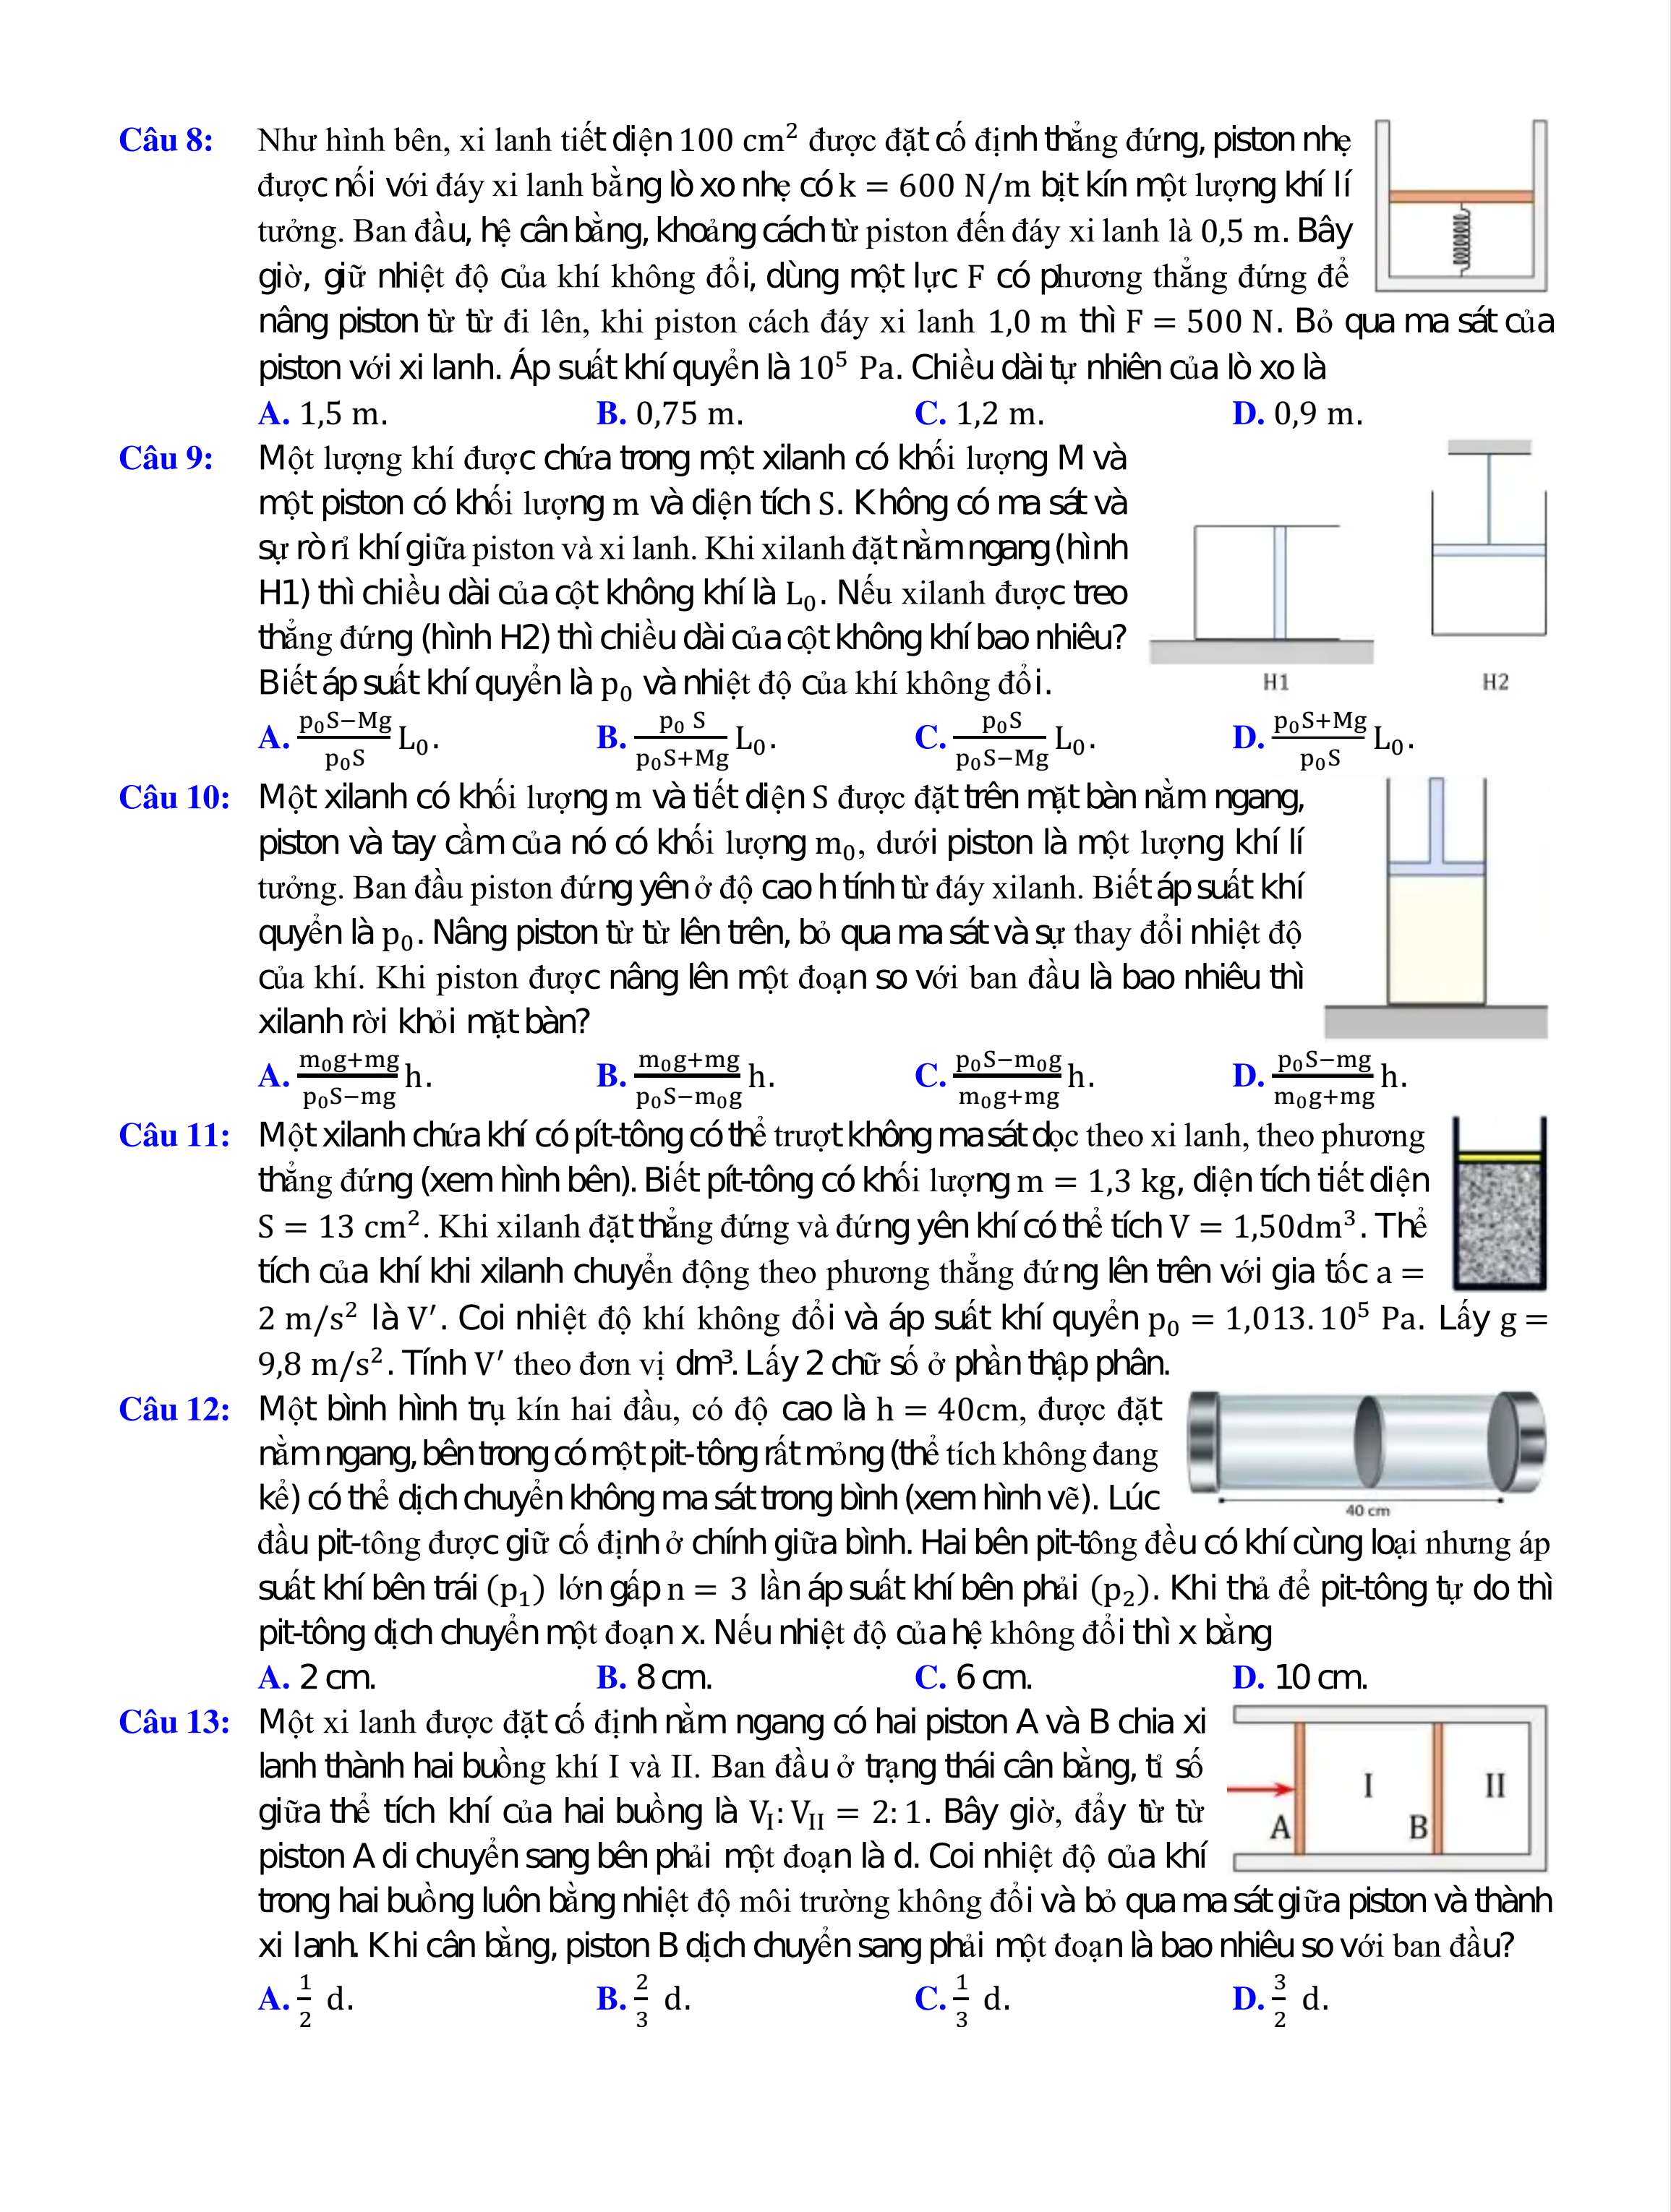 Câu 8: Như hình bên, xi lanh tiết diện 100 cm² được đặt cố định thẳng đứng, piston nhẹ
được nối với đáy xi lanh bằng lò xo nhẹ có k = 600 N/m bịt kín một lượng khí lí
tưởng. Ban đầu, hệ cân bằng, khoảng cách từ piston đến đáy xi lanh là 0,5 m. Bây
giờ, giữ nhiệt độ của khí không đổi, dùng một lực F có phương thẳng đứng để
nâng piston từ từ đi lên, khi piston cách đáy xi lanh 1,0 m thì F = 500 N. Bỏ qua ma sát của
piston với xi lanh. Áp suất khí quyển là 10⁵ Pa. Chiều dài tự nhiên của lò xo là
A. 1,5 m. B. 0,75 m. C. 1,2 m. D. 0,9 m.
Câu 9: Một lượng khí được chứa trong một xilanh có khối lượng M và
một piston có khối lượng m và diện tích S. Không có ma sát và
sự rò rỉ khí giữa piston và xi lanh. Khi xilanh đặt nằm ngang (hình
H1) thì chiều dài của cột không khí là L₀. Nếu xilanh được treo
thẳng đứng (hình H2) thì chiều dài của cột không khí bao nhiêu?
Biết áp suất khí quyển là p₀ và nhiệt độ của khí không đổi.
H1 H2
A. (p₀S−Mg)/(p₀S) L₀. B. (p₀ S)/(p₀S+Mg) L₀. C. (p₀S)/(p₀S−Mg) L₀. D. (p₀S+Mg)/(p₀S) L₀.
Câu 10: Một xilanh có khối lượng m và tiết diện S được đặt trên mặt bàn nằm ngang,
piston và tay cầm của nó có khối lượng m₀, dưới piston là một lượng khí lí
tưởng. Ban đầu piston đứng yên ở độ cao h tính từ đáy xilanh. Biết áp suất khí
quyển là p₀. Nâng piston từ từ lên trên, bỏ qua ma sát và sự thay đổi nhiệt độ
của khí. Khi piston được nâng lên một đoạn so với ban đầu là bao nhiêu thì
xilanh rời khỏi mặt bàn?
A. (m₀g+mg)/(p₀S−mg) h. B. (m₀g+mg)/(p₀S−m₀g) h. C. (p₀S−m₀g)/(m₀g+mg) h. D. (p₀S−mg)/(m₀g+mg) h.
Câu 11: Một xilanh chứa khí có pít-tông có thể trượt không ma sát dọc theo xi lanh, theo phương
thẳng đứng (xem hình bên). Biết pít-tông có khối lượng m = 1,3 kg, diện tích tiết diện
S = 13 cm². Khi xilanh đặt thẳng đứng và đứng yên khí có thể tích V = 1,50dm³. Thể
tích của khí khi xilanh chuyển động theo phương thẳng đứng lên trên với gia tốc a =
2 m/s² là V′. Coi nhiệt độ khí không đổi và áp suất khí quyển p₀ = 1,013.10⁵ Pa. Lấy g =
9,8 m/s². Tính V′ theo đơn vị dm³. Lấy 2 chữ số ở phần thập phân.
Câu 12: Một bình hình trụ kín hai đầu, có độ cao là h = 40cm, được đặt
nằm ngang, bên trong có một pit-tông rất mỏng (thể tích không đang
kể) có thể dịch chuyển không ma sát trong bình (xem hình vẽ). Lúc
40 cm
đầu pit-tông được giữ cố định ở chính giữa bình. Hai bên pit-tông đều có khí cùng loại nhưng áp
suất khí bên trái (p₁) lớn gấp n = 3 lần áp suất khí bên phải (p₂). Khi thả để pit-tông tự do thì
pit-tông dịch chuyển một đoạn x. Nếu nhiệt độ của hệ không đổi thì x bằng
A. 2 cm. B. 8 cm. C. 6 cm. D. 10 cm.
Câu 13: Một xi lanh được đặt cố định nằm ngang có hai piston A và B chia xi
lanh thành hai buồng khí I và II. Ban đầu ở trạng thái cân bằng, tỉ số
giữa thể tích khí của hai buồng là V_I: V_II = 2: 1. Bây giờ, đẩy từ từ
piston A di chuyển sang bên phải một đoạn là d. Coi nhiệt độ của khí
I II
A B
trong hai buồng luôn bằng nhiệt độ môi trường không đổi và bỏ qua ma sát giữa piston và thành
xi lanh. Khi cân bằng, piston B dịch chuyển sang phải một đoạn là bao nhiêu so với ban đầu?
A. 1/2 d. B. 2/3 d. C. 1/3 d. D. 3/2 d.